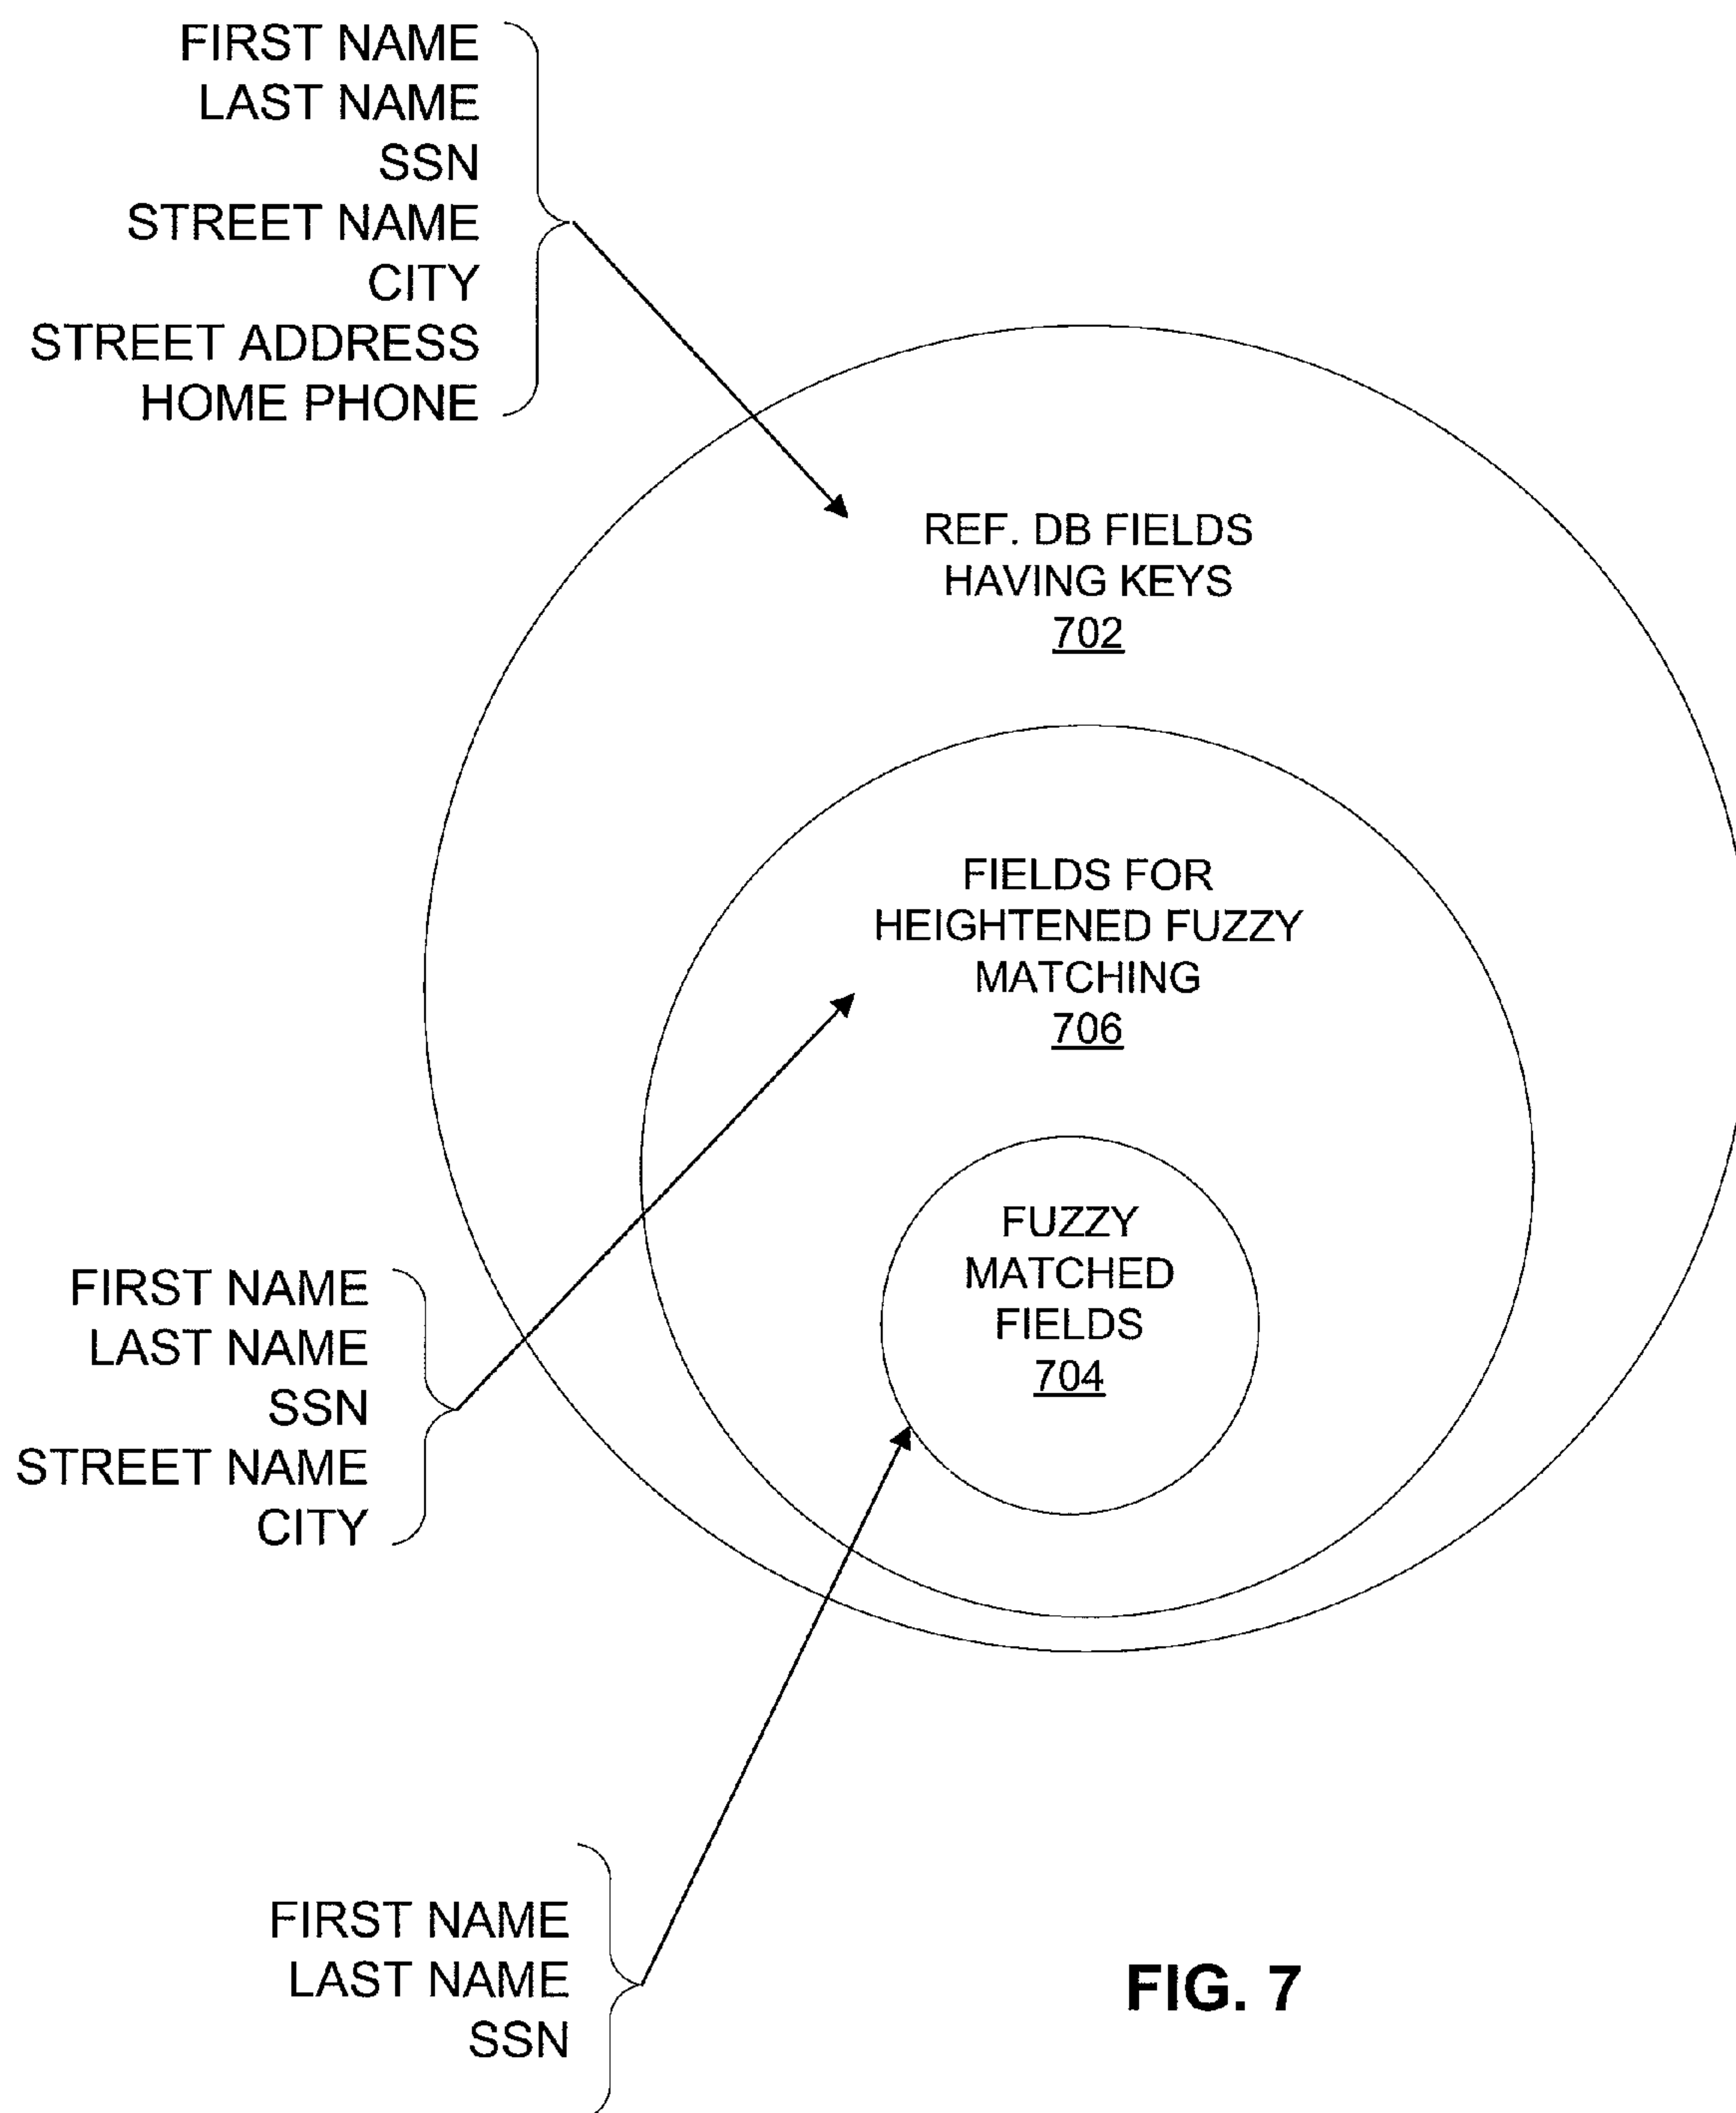 FIRST NAME
LAST NAME
SSN
STREET NAME
CITY
STREET ADDRESS
HOME PHONE
REF. DB FIELDS
HAVING KEYS
702
FIELDS FOR
HEIGHTENED FUZZY
MATCHING
706
FUZZY
MATCHED
FIELDS
704
FIRST NAME
LAST NAME
SSN
STREET NAME
CITY
FIRST NAME
LAST NAME
SSN
FIG. 7